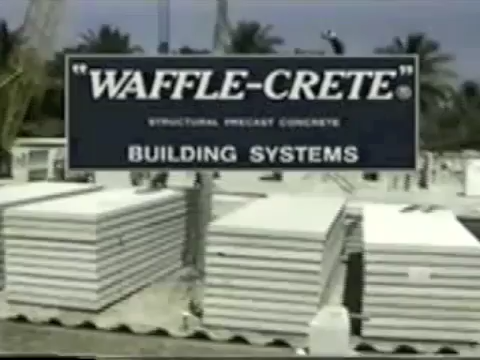 "WAFFLE-CRETE"®
STRUCTURAL PRECAST CONCRETE
BUILDING SYSTEMS